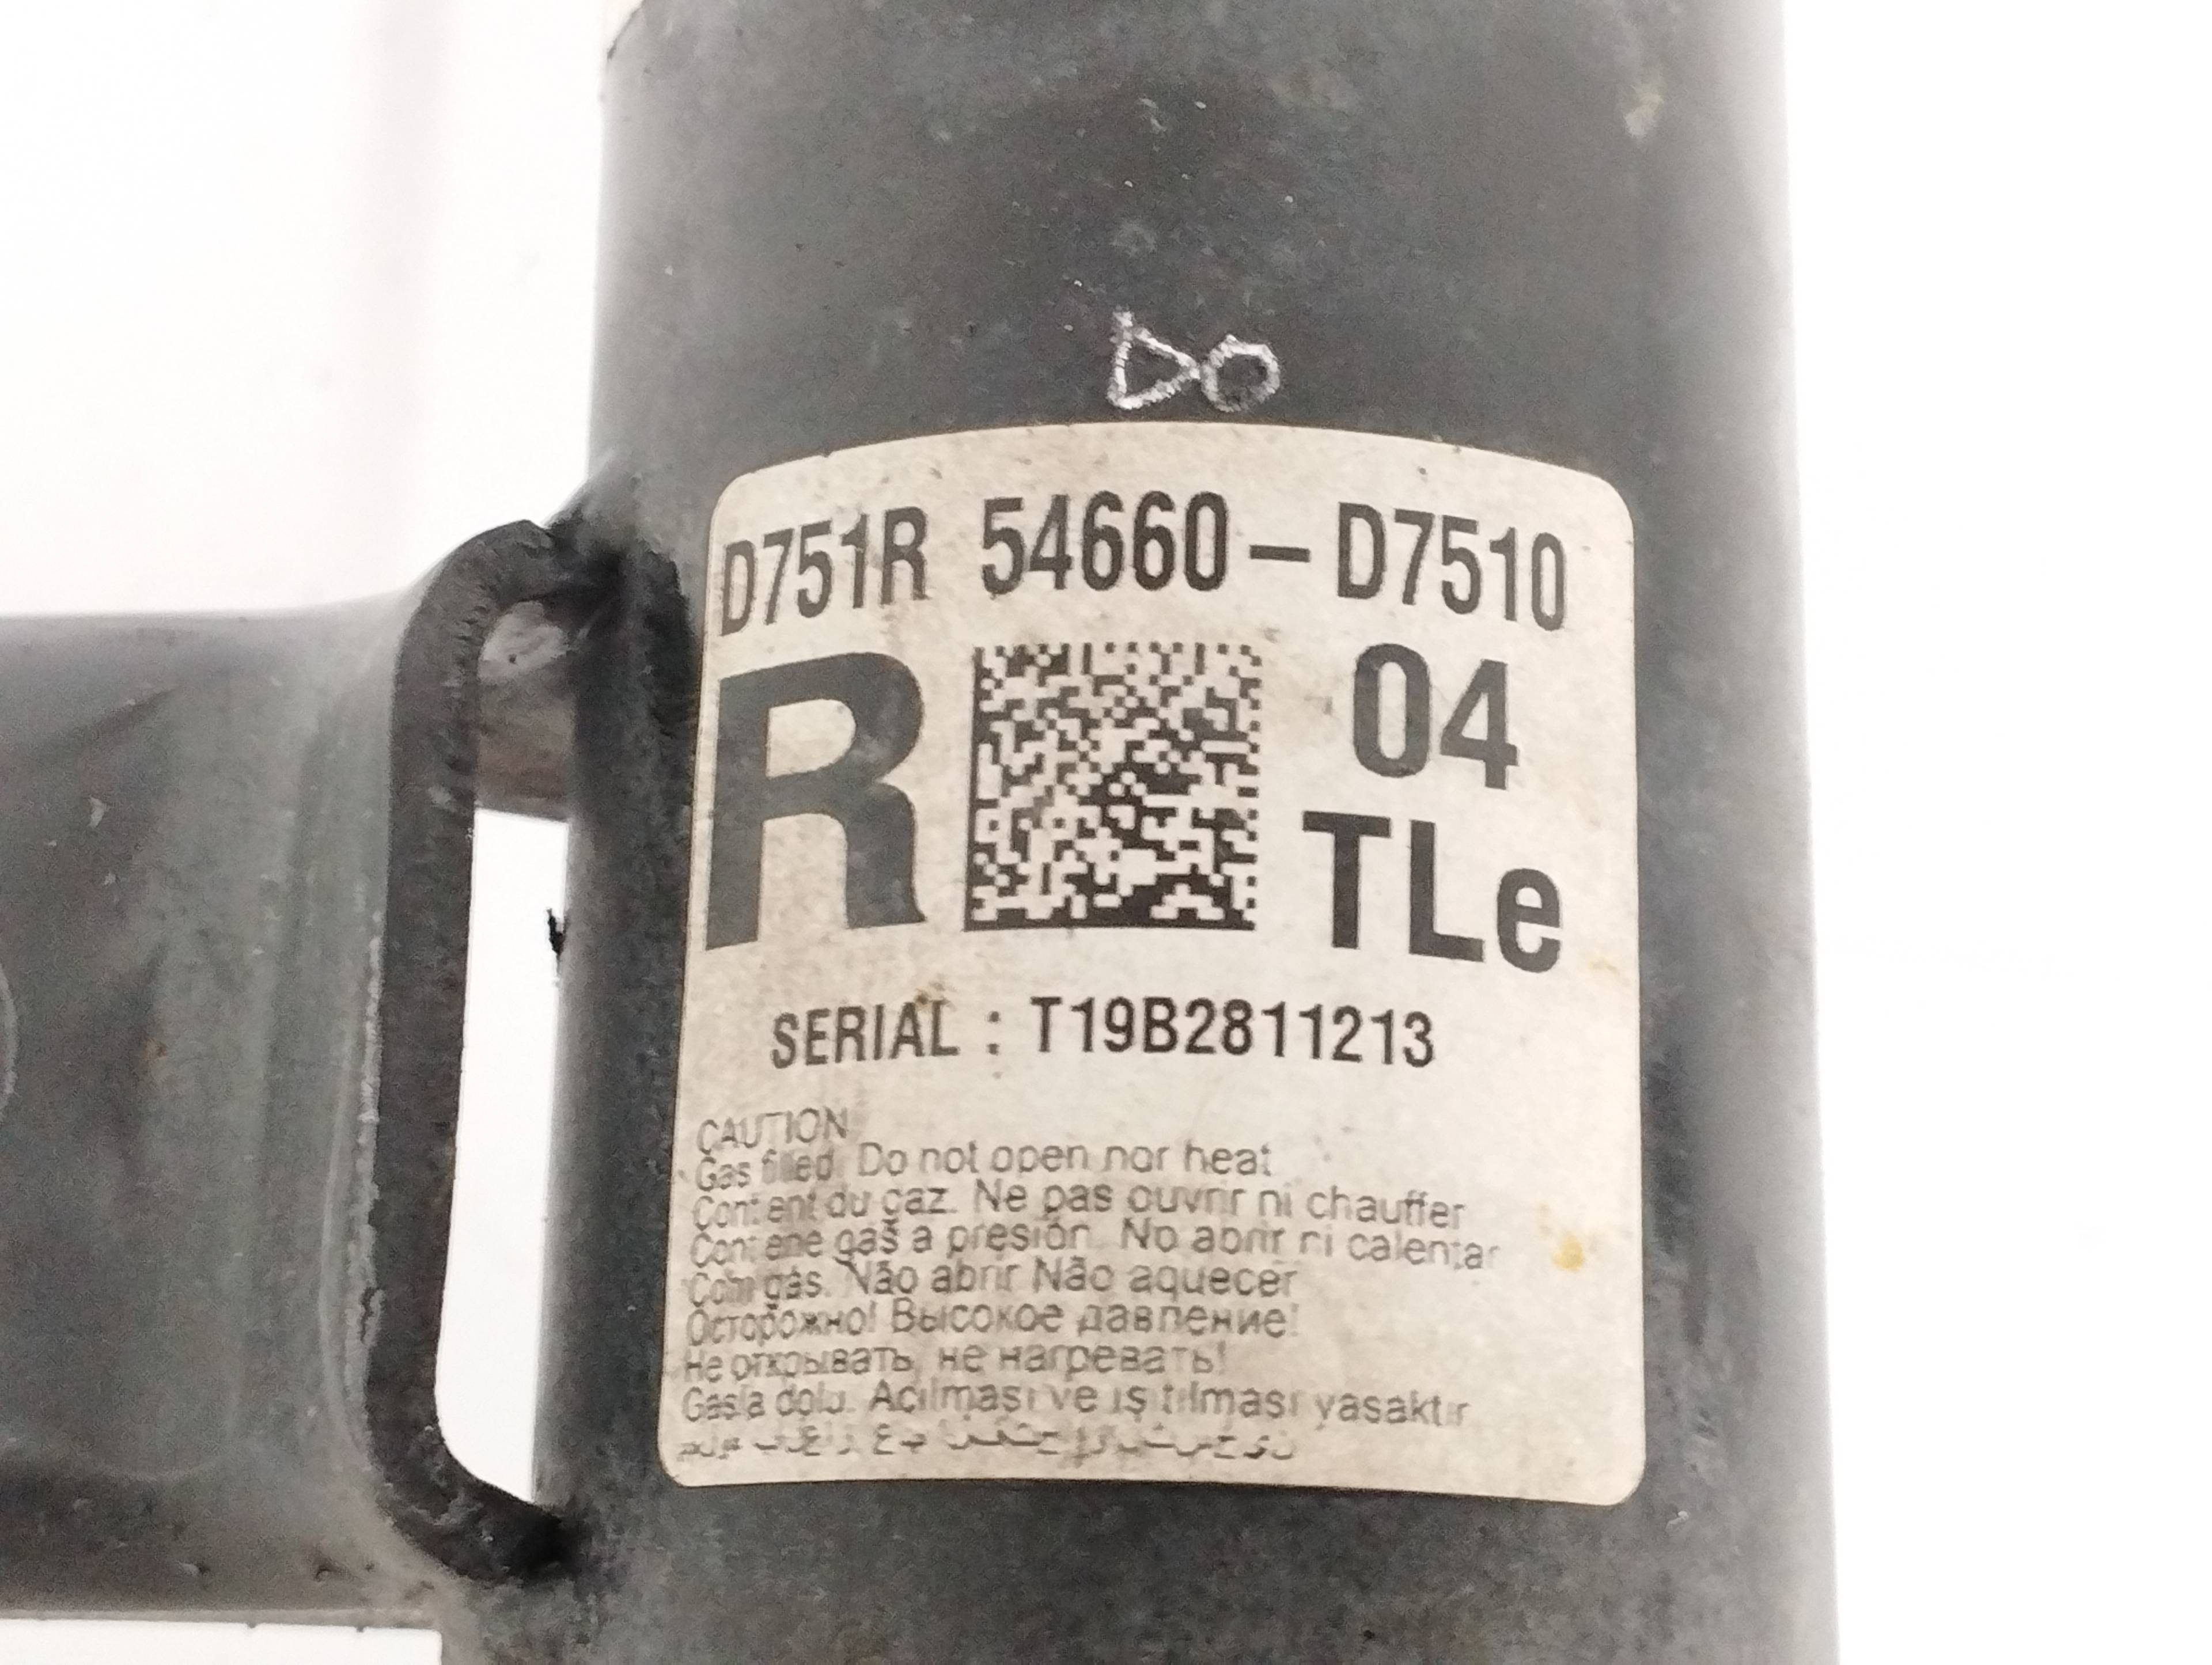 DO
D751R 54660-D7510
R 04
TLe
SERIAL : T19B2811213
CAUTION
Gas filled. Do not open nor heat
Contient du gaz. Ne pas ouvrir ni chauffer
Contiene gas a presión. No abrir ni calentar
Com gás. Não abrir Não aquecer
Осторожно! Высокое давление!
Не открывать, не нагревать!
Gasla dolu. Açılması ve ısıtılması yasaktır